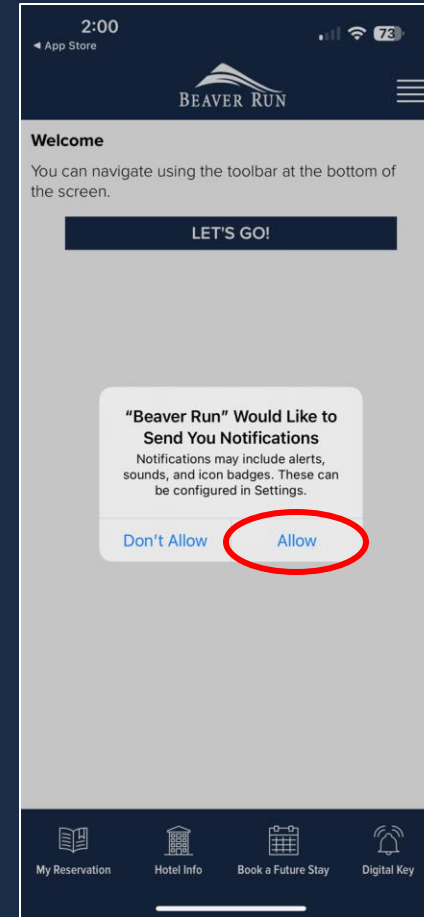 2:00
73
◀ App Store
BEAVER RUN
Welcome
You can navigate using the toolbar at the bottom of
the screen.
LET'S GO!
"Beaver Run" Would Like to
Send You Notifications
Notifications may include alerts,
sounds, and icon badges. These can
be configured in Settings.
Don't Allow
Allow
My Reservation
Hotel Info
Book a Future Stay
Digital Key